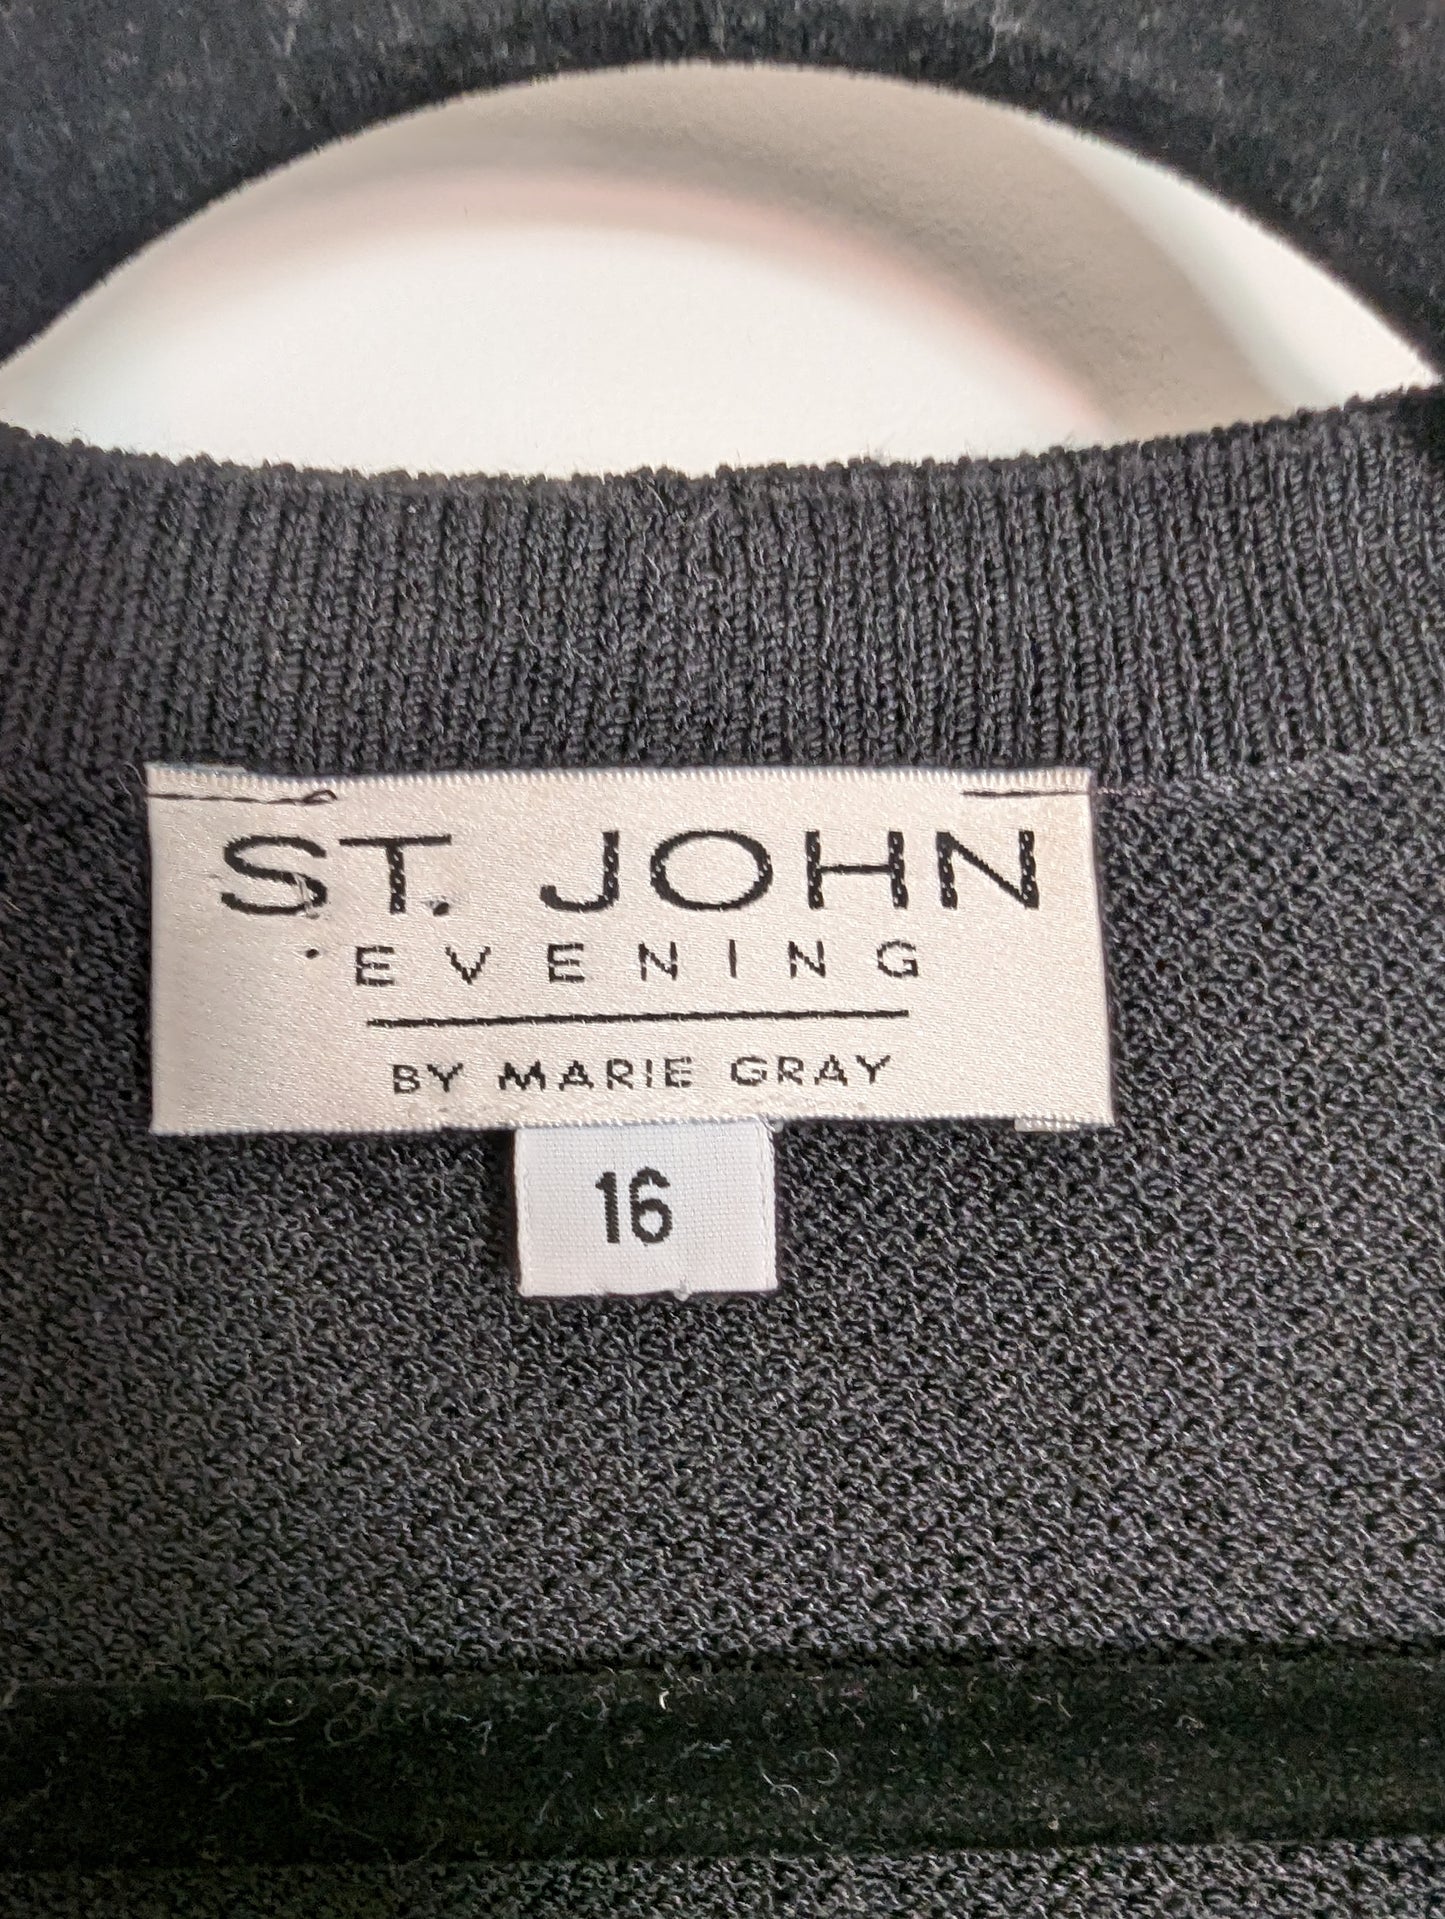 ST. JOHN
EVENING
BY MARIE GRAY
16